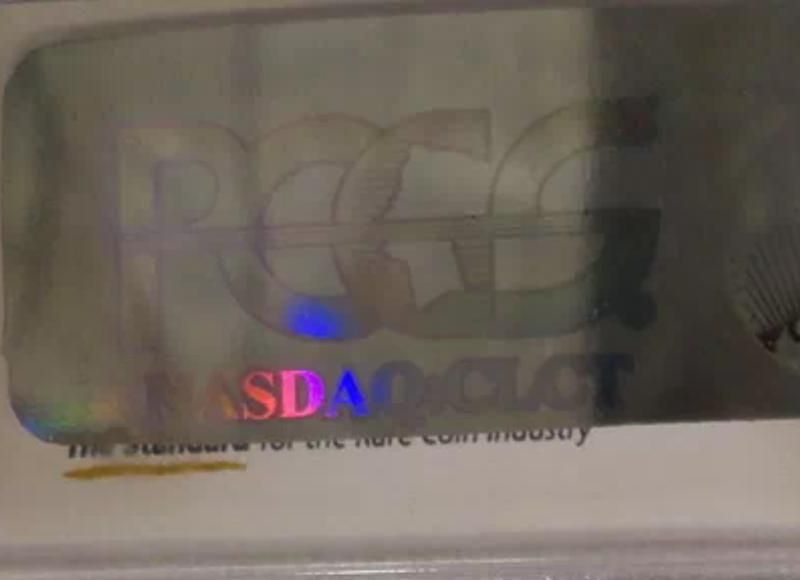 PCGS
NASDAQ:CLCT
The Standard for the Rare Coin Industry